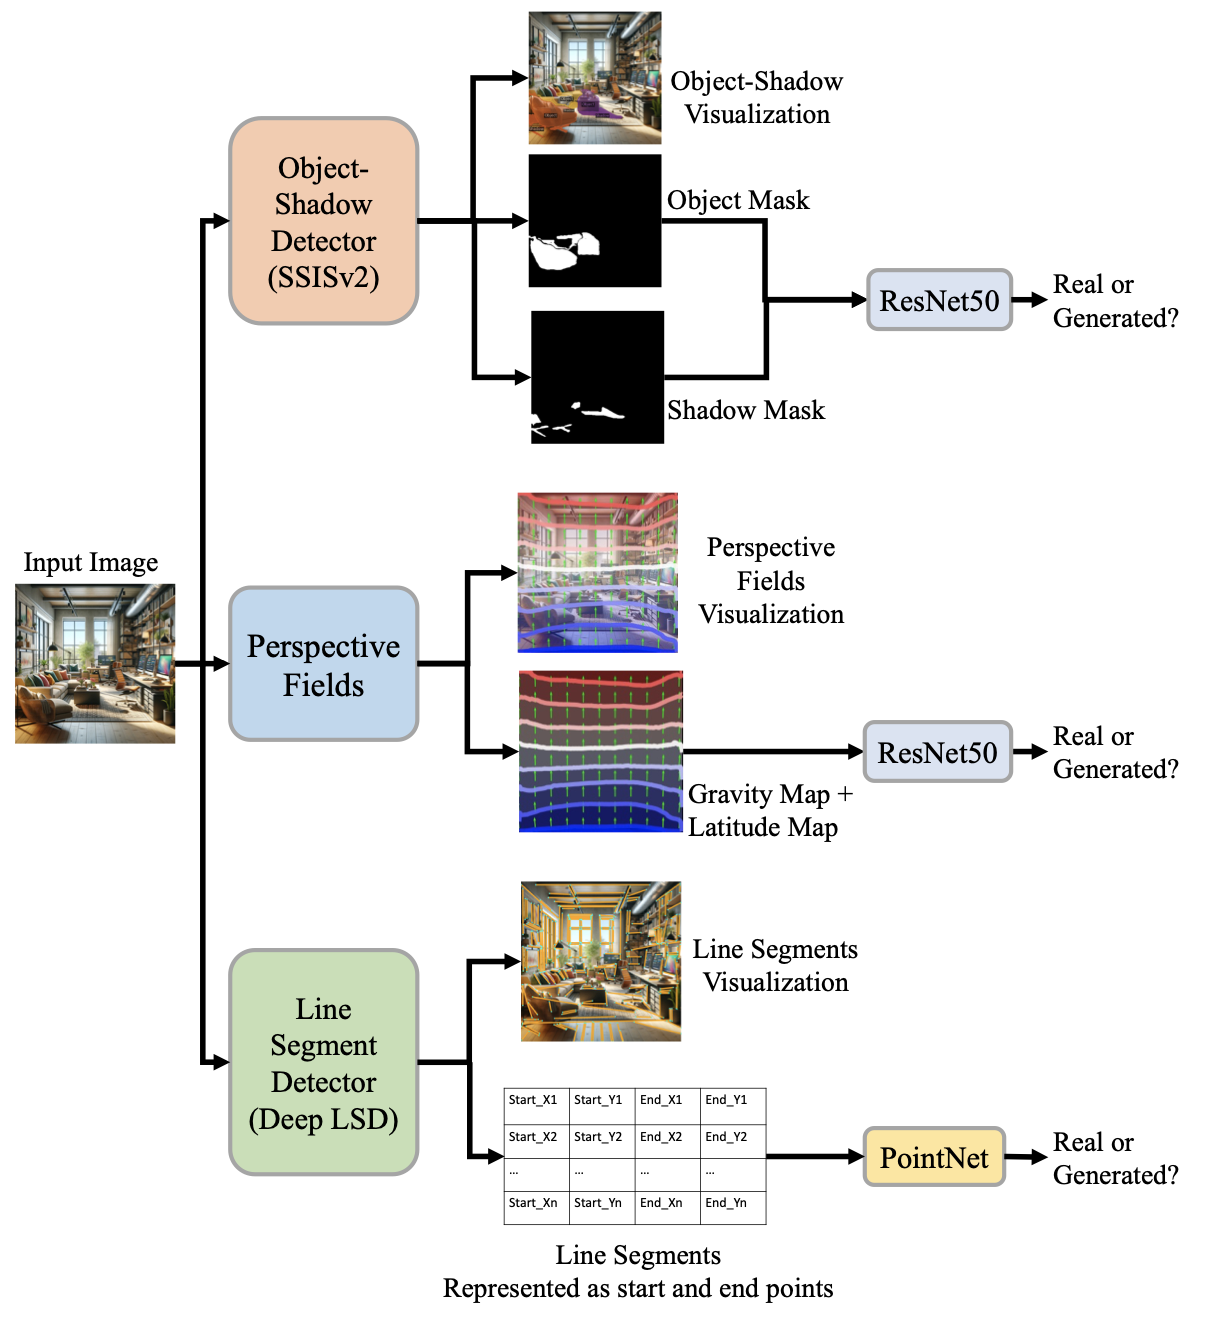 Object-Shadow
Visualization
Object-
Shadow
Detector
(SSISv2)
Object Mask
ResNet50
Real or
Generated?
Shadow Mask
Input Image
Perspective
Fields
Perspective
Fields
Visualization
ResNet50
Real or
Generated?
Gravity Map +
Latitude Map
Line
Segment
Detector
(Deep LSD)
Line Segments
Visualization
Start_X1 Start_Y1 End_X1 End_Y1
Start_X2 Start_Y2 End_X2 End_Y2
... ... ... ...
Start_Xn Start_Yn End_Xn End_Yn
PointNet
Real or
Generated?
Line Segments
Represented as start and end points